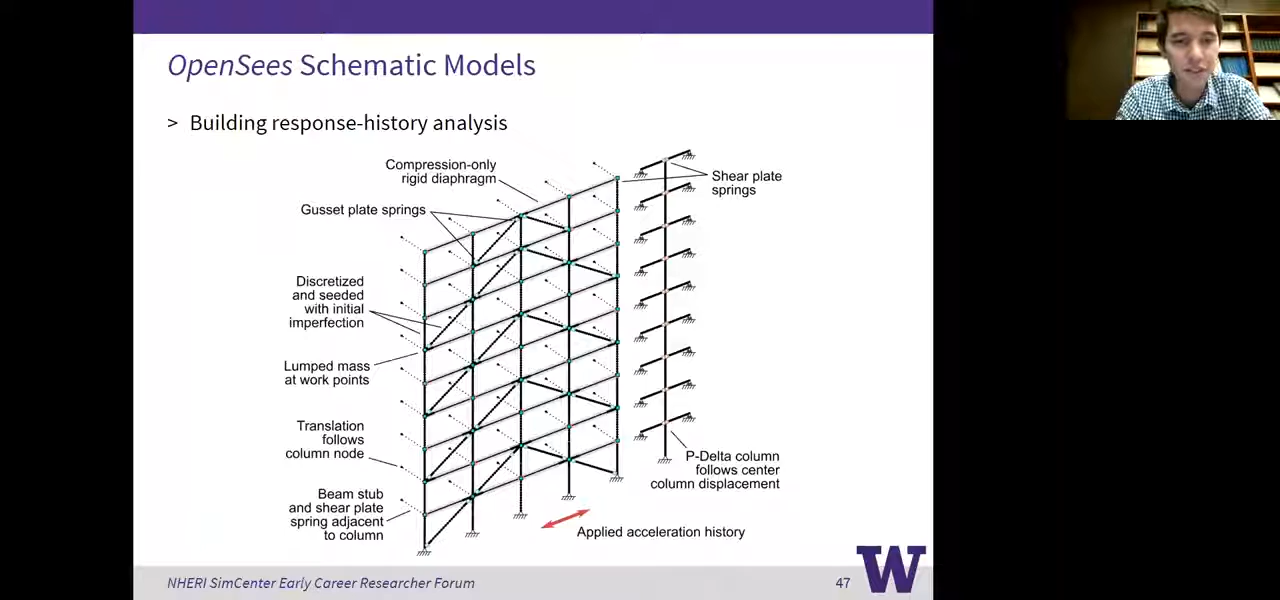 OpenSees Schematic Models
> Building response-history analysis
Compression-only
rigid diaphragm
Shear plate
springs
Gusset plate springs
Discretized
and seeded
with initial
imperfection
Lumped mass
at work points
Translation
follows
column node
P-Delta column
follows center
column displacement
Beam stub
and shear plate
spring adjacent
to column
Applied acceleration history
NHERI SimCenter Early Career Researcher Forum
47
W